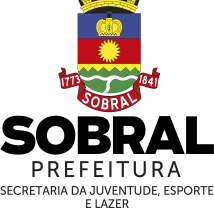 1773 1841
SOBRAL
SOBRAL
PREFEITURA
SECRETARIA DA JUVENTUDE, ESPORTE
E LAZER